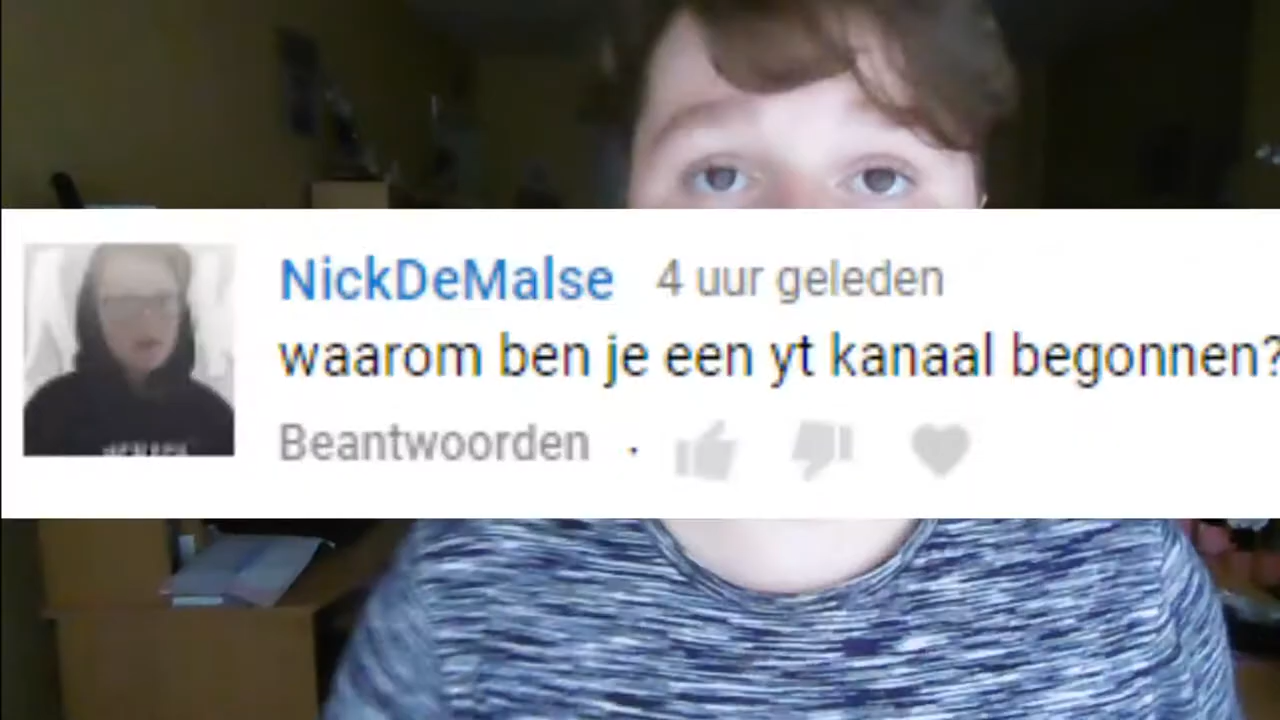 NickDeMalse 4 uur geleden
waarom ben je een yt kanaal begonnen?
Beantwoorden ·